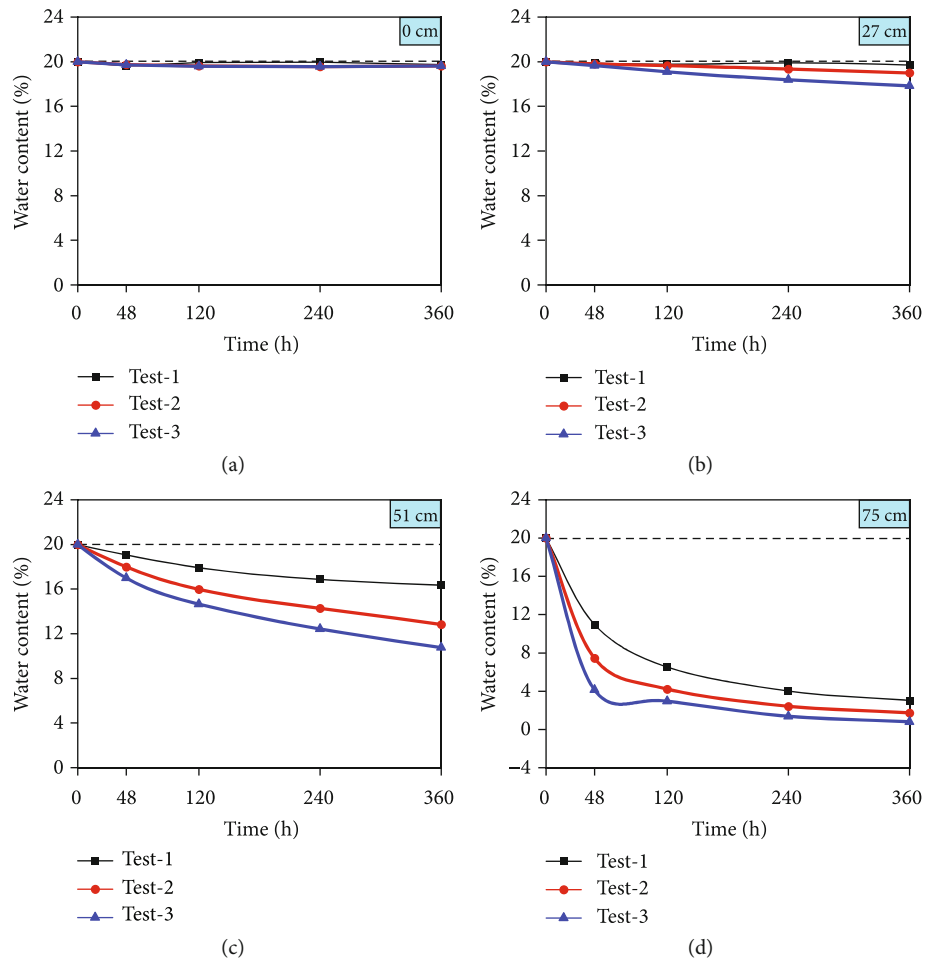 24
20
16
12
8
4
0
Water content (%)
0 cm
0 48 120 240 360
Time (h)
Test-1
Test-2
Test-3
(a)
24
20
16
12
8
4
0
Water content (%)
27 cm
0 48 120 240 360
Time (h)
Test-1
Test-2
Test-3
(b)
24
20
16
12
8
4
0
Water content (%)
51 cm
0 48 120 240 360
Time (h)
Test-1
Test-2
Test-3
(c)
24
20
16
12
8
4
0
−4
Water content (%)
75 cm
0 48 120 240 360
Time (h)
Test-1
Test-2
Test-3
(d)